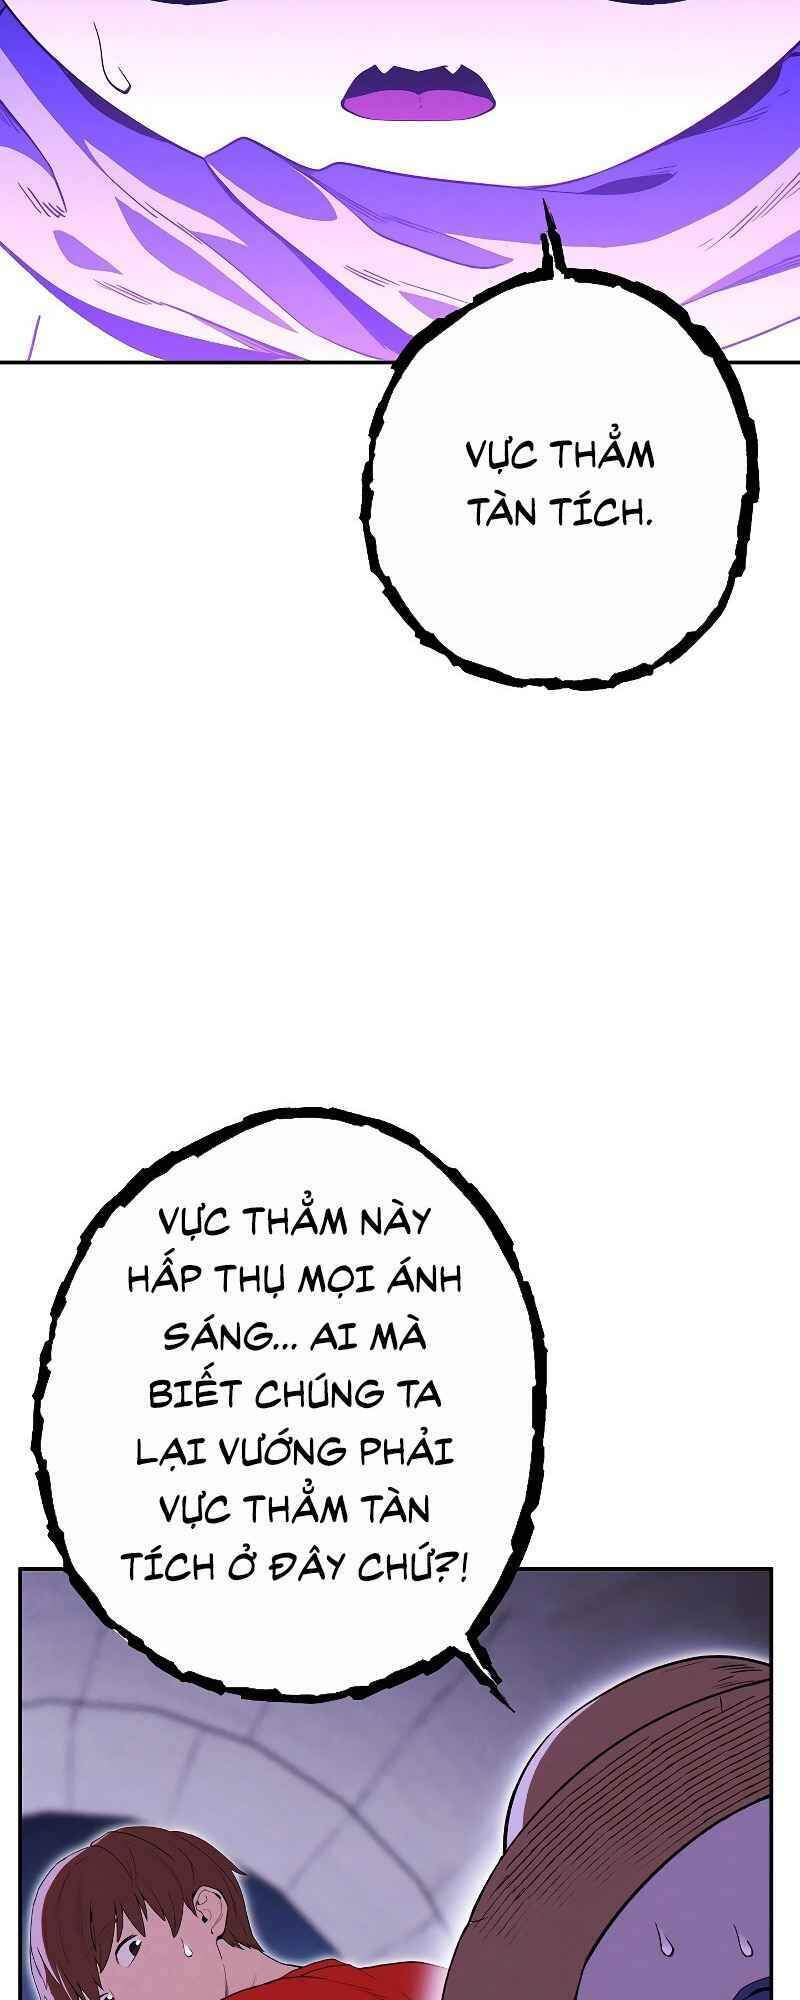 VỰC THẲM
TÀN TÍCH.
VỰC THẲM NÀY
HẤP THỤ MỌI ÁNH
SÁNG... AI MÀ
BIẾT CHÚNG TA
LẠI VƯỚNG PHẢI
VỰC THẲM TÀN
TÍCH Ở ĐÂY CHỨ?!